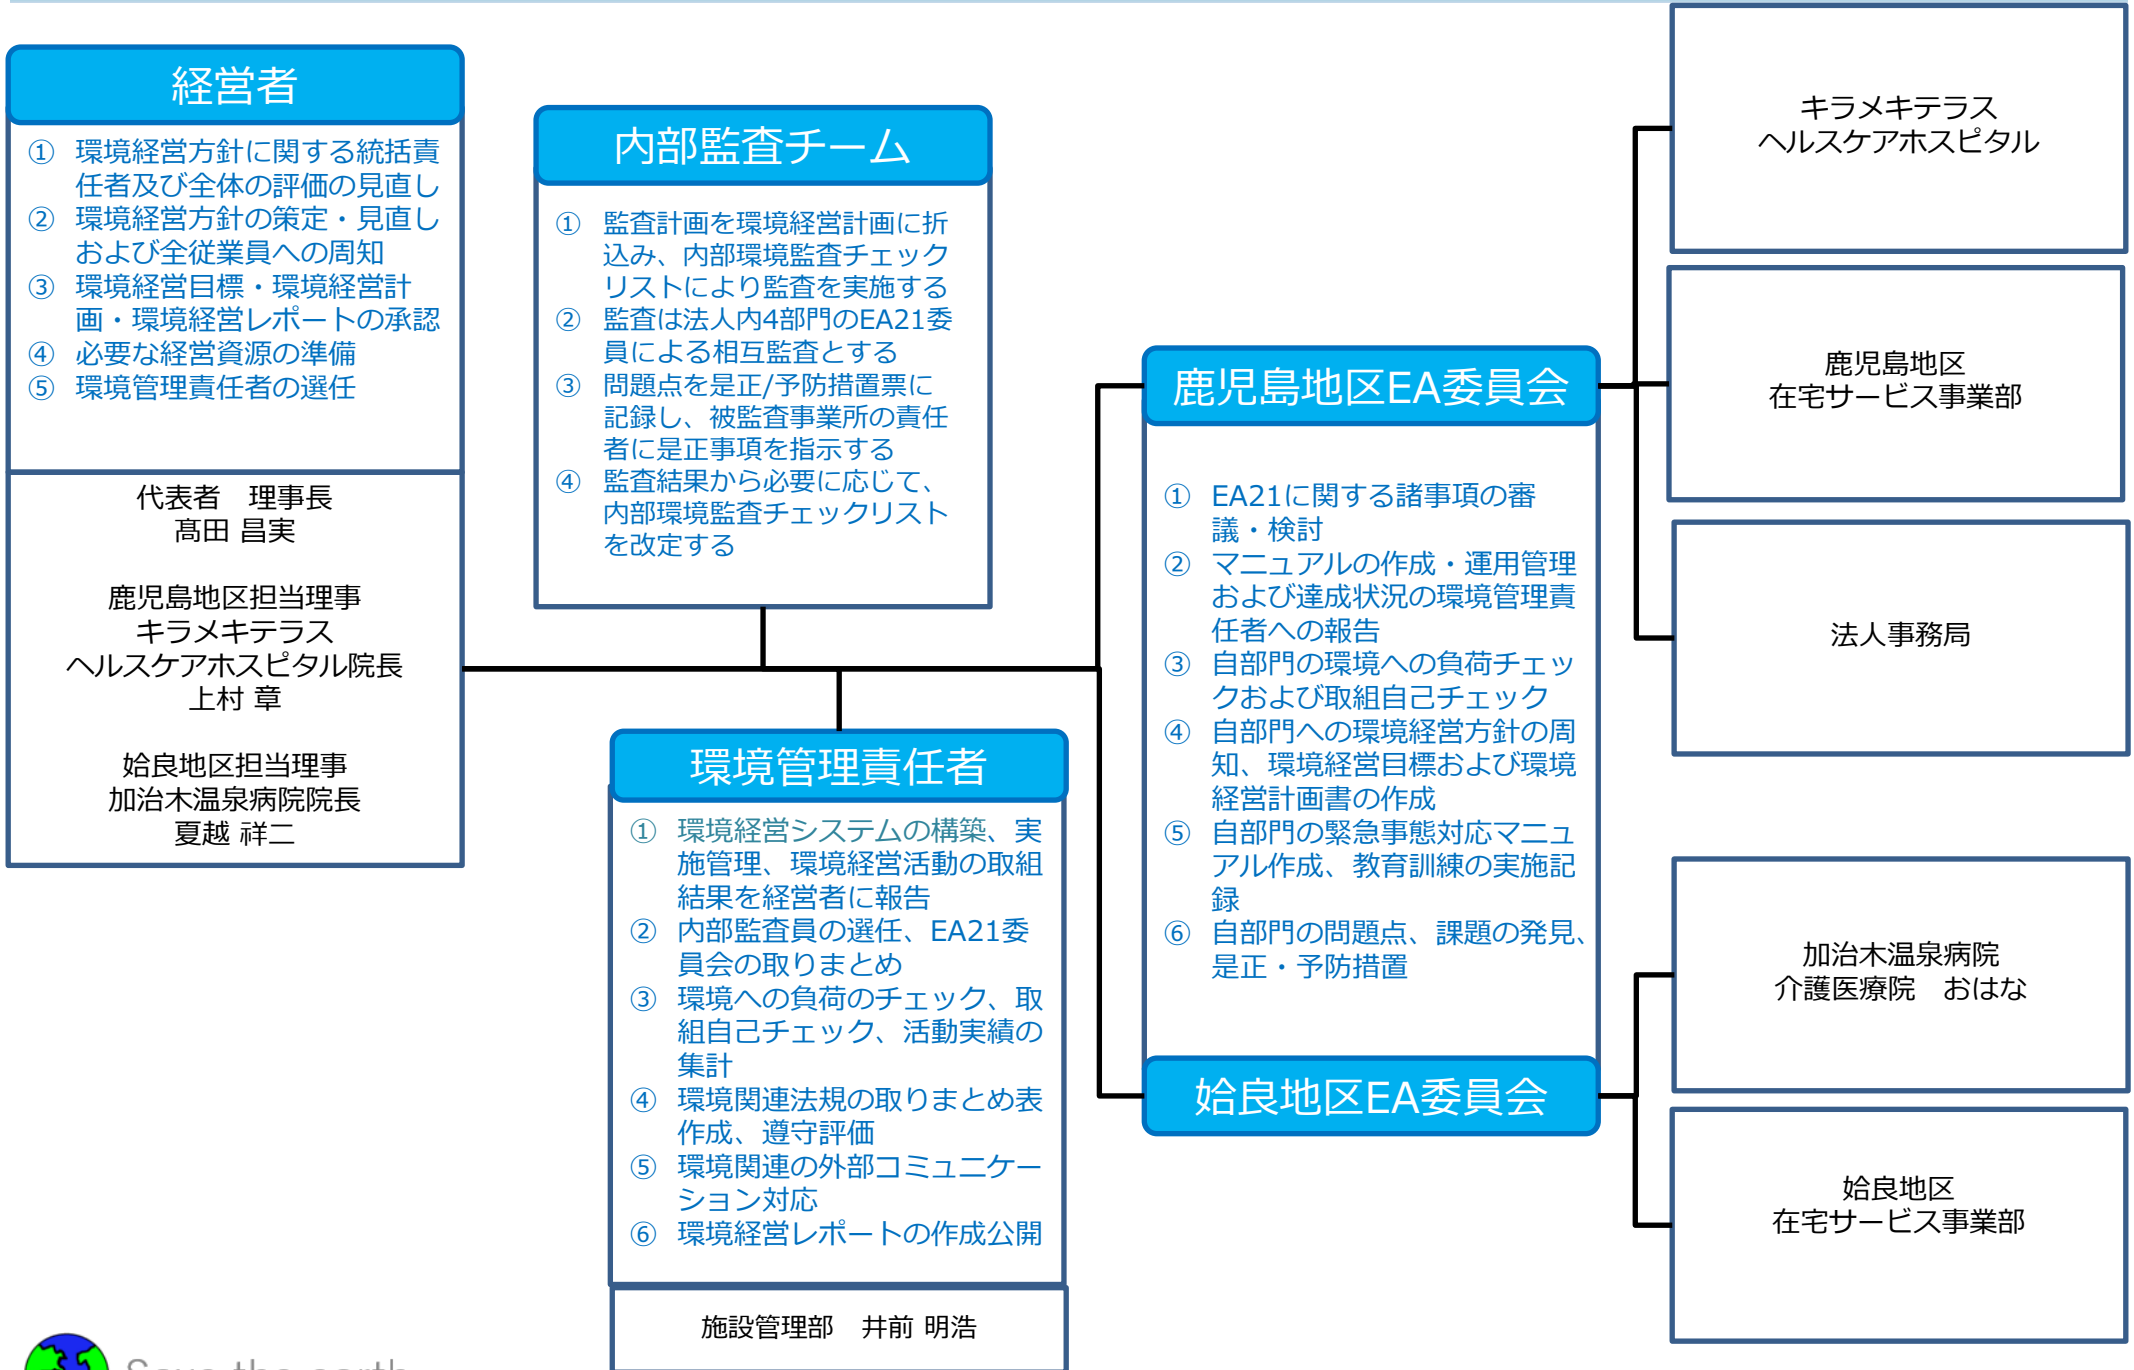 経営者
① 環境経営方針に関する統括責
任者及び全体の評価の見直し
② 環境経営方針の策定・見直し
および全従業員への周知
③ 環境経営目標・環境経営計
画・環境経営レポートの承認
④ 必要な経営資源の準備
⑤ 環境管理責任者の選任
代表者　理事長
髙田 昌実
鹿児島地区担当理事
キラメキテラス
ヘルスケアホスピタル院長
上村 章
姶良地区担当理事
加治木温泉病院院長
夏越 祥二
内部監査チーム
① 監査計画を環境経営計画に折
込み、内部環境監査チェック
リストにより監査を実施する
② 監査は法人内4部門のEA21委
員による相互監査とする
③ 問題点を是正/予防措置票に
記録し、被監査事業所の責任
者に是正事項を指示する
④ 監査結果から必要に応じて、
内部環境監査チェックリスト
を改定する
環境管理責任者
① 環境経営システムの構築、実
施管理、環境経営活動の取組
結果を経営者に報告
② 内部監査員の選任、EA21委
員会の取りまとめ
③ 環境への負荷のチェック、取
組自己チェック、活動実績の
集計
④ 環境関連法規の取りまとめ表
作成、遵守評価
⑤ 環境関連の外部コミュニケー
ション対応
⑥ 環境経営レポートの作成公開
施設管理部　井前 明浩
鹿児島地区EA委員会
① EA21に関する諸事項の審
議・検討
② マニュアルの作成・運用管理
および達成状況の環境管理責
任者への報告
③ 自部門の環境への負荷チェッ
クおよび取組自己チェック
④ 自部門への環境経営方針の周
知、環境経営目標および環境
経営計画書の作成
⑤ 自部門の緊急事態対応マニュ
アル作成、教育訓練の実施記
録
⑥ 自部門の問題点、課題の発見、
是正・予防措置
姶良地区EA委員会
キラメキテラス
ヘルスケアホスピタル
鹿児島地区
在宅サービス事業部
法人事務局
加治木温泉病院
介護医療院　おはな
姶良地区
在宅サービス事業部
Save the earth